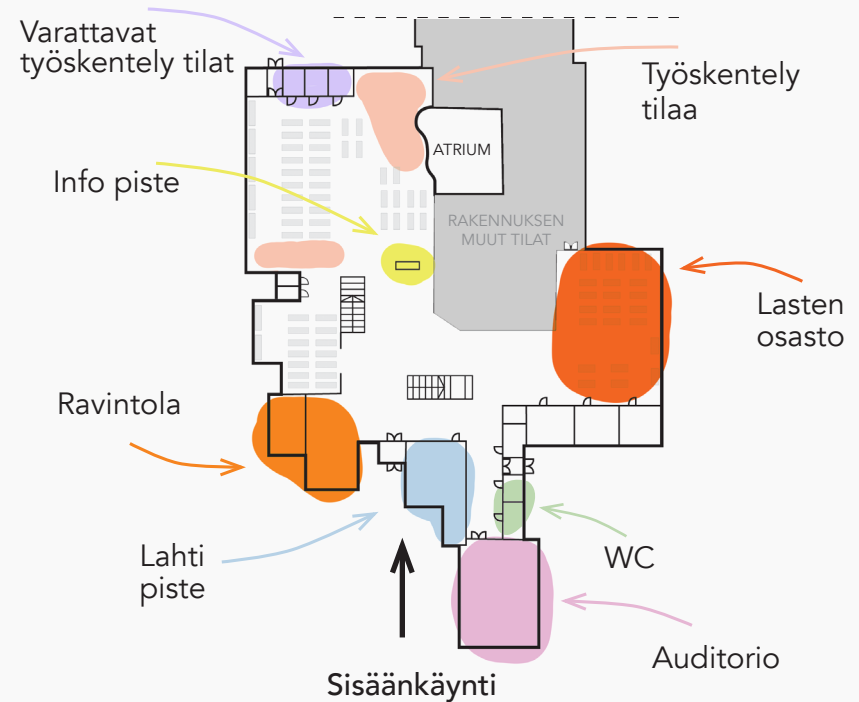 Varattavat
työskentely tilat
Työskentely
tilaa
ATRIUM
Info piste
RAKENNUKSEN
MUUT TILAT
Lasten
osasto
Ravintola
Lahti
piste
WC
Auditorio
Sisäänkäynti